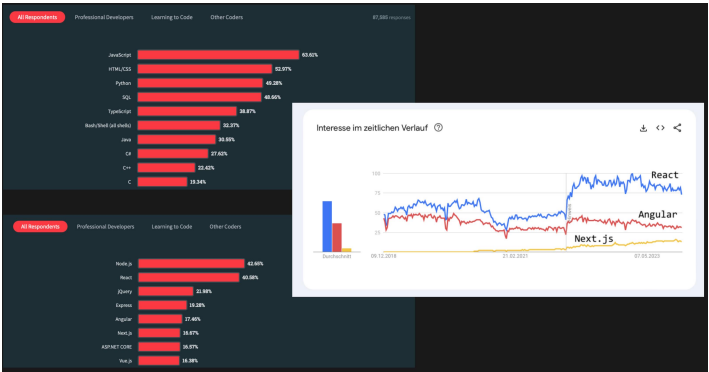 All Respondents Professional Developers Learning to Code Other Coders 87,585 responses
JavaScript 63.61%
HTML/CSS 52.97%
Python 49.28%
SQL 48.66%
TypeScript 38.87%
Bash/Shell (all shells) 32.37%
Java 30.55%
C# 27.62%
C++ 22.42%
C 19.34%
Interesse im zeitlichen Verlauf
100
75
50
25
React
Angular
Next.js
Durchschnitt 09.12.2018 21.02.2021 07.05.2023
All Respondents Professional Developers Learning to Code Other Coders
Node.js 42.65%
React 40.58%
jQuery 21.98%
Express 19.28%
Angular 17.46%
Next.js 16.67%
ASP.NET CORE 16.57%
Vue.js 16.38%